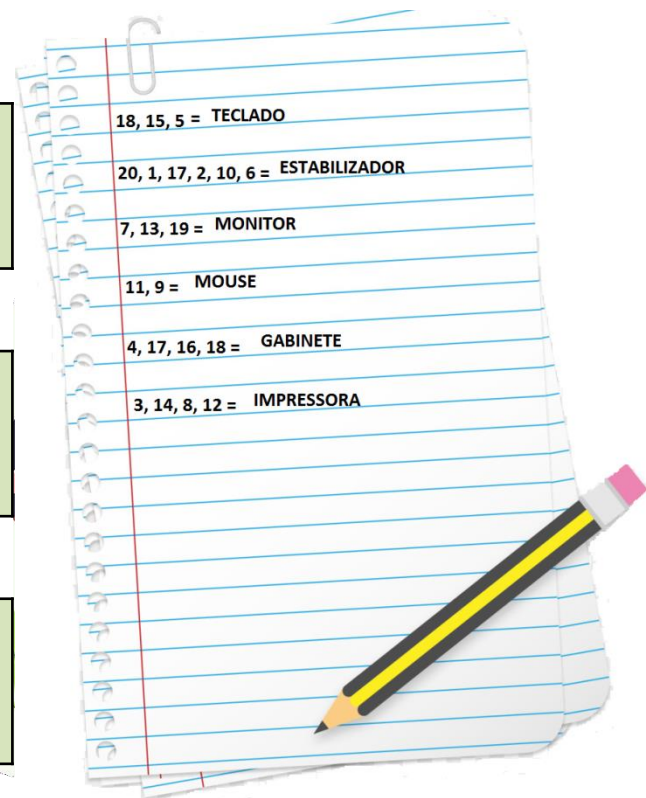 18, 15, 5 = TECLADO
20, 1, 17, 2, 10, 6 = ESTABILIZADOR
7, 13, 19 = MONITOR
11, 9 = MOUSE
4, 17, 16, 18 = GABINETE
3, 14, 8, 12 = IMPRESSORA